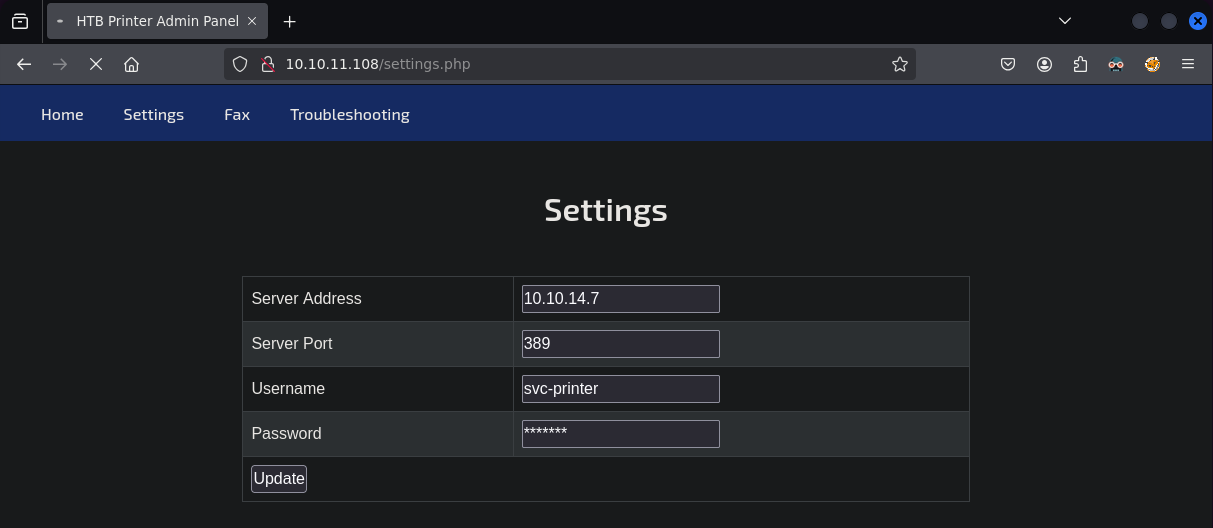 HTB Printer Admin Panel
10.10.11.108/settings.php
Home Settings Fax Troubleshooting
Settings
Server Address 10.10.14.7
Server Port 389
Username svc-printer
Password *******
Update